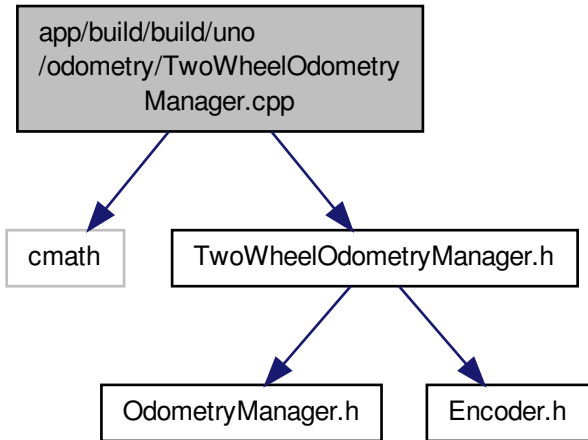 app/build/build/uno
/odometry/TwoWheelOdometry
Manager.cpp
cmath
TwoWheelOdometryManager.h
OdometryManager.h
Encoder.h